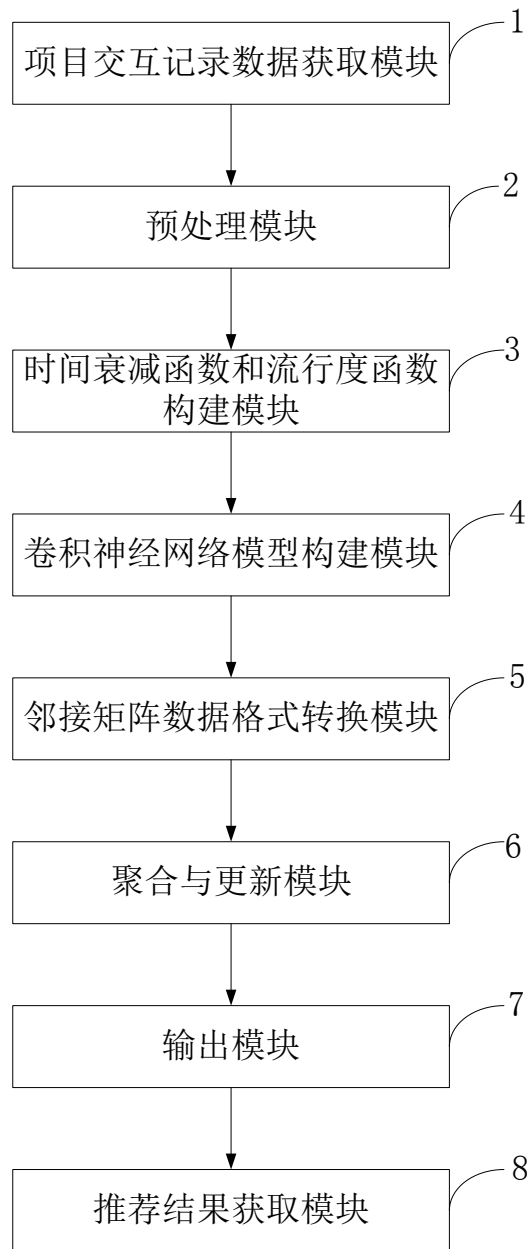 1
项目交互记录数据获取模块
2
预处理模块
3
时间衰减函数和流行度函数
构建模块
4
卷积神经网络模型构建模块
5
邻接矩阵数据格式转换模块
6
聚合与更新模块
7
输出模块
8
推荐结果获取模块